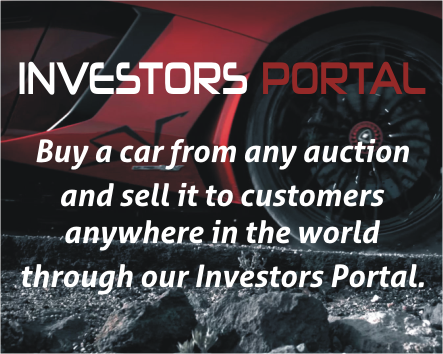 INVESTORS PORTAL
Buy a car from any auction
and sell it to customers
anywhere in the world
through our Investors Portal.